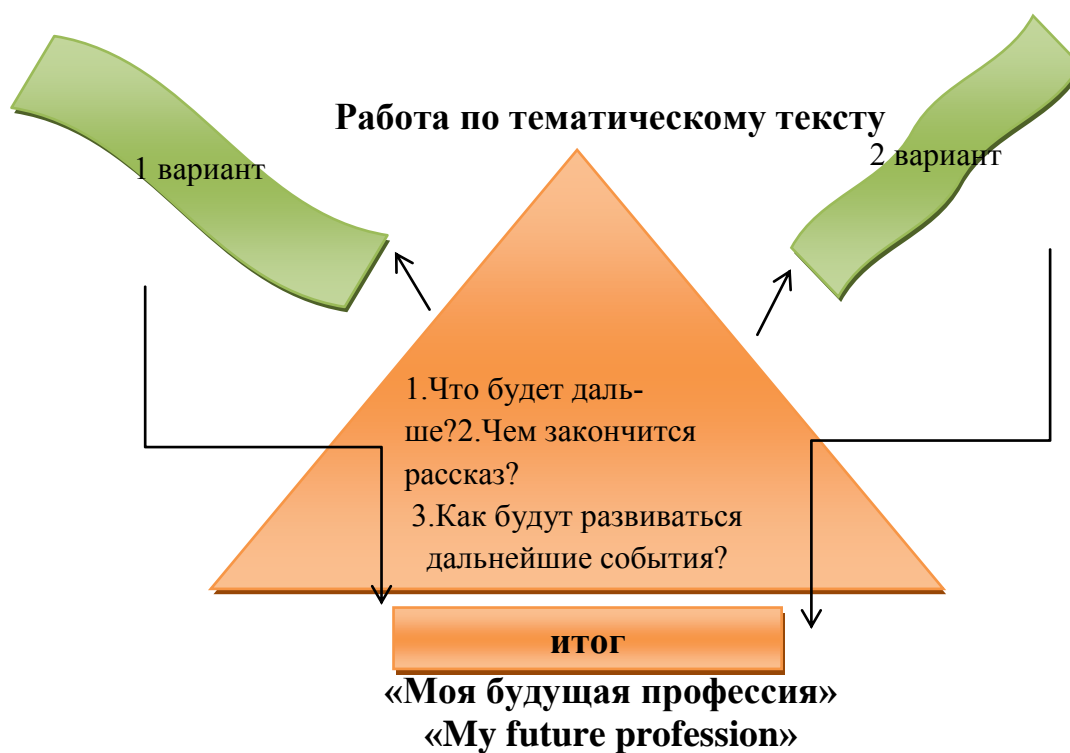 Работа по тематическому тексту
1 вариант
2 вариант
1.Что будет даль-
ше?2.Чем закончится
рассказ?
3.Как будут развиваться
дальнейшие события?
итог
«Моя будущая профессия»
«My future profession»